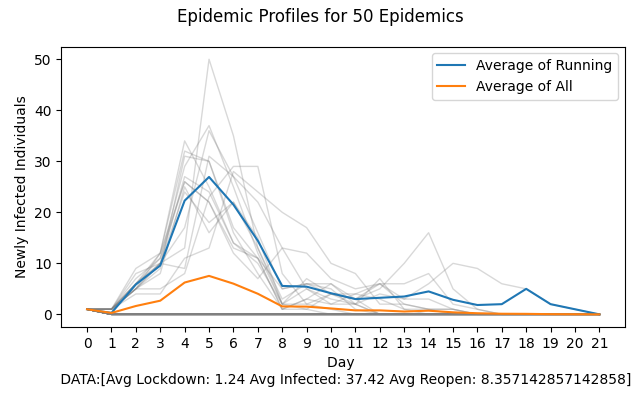 Epidemic Profiles for 50 Epidemics
Average of Running
Average of All
Newly Infected Individuals
50
40
30
20
10
0
0 1 2 3 4 5 6 7 8 9 10 11 12 13 14 15 16 17 18 19 20 21
Day
DATA:[Avg Lockdown: 1.24 Avg Infected: 37.42 Avg Reopen: 8.357142857142858]